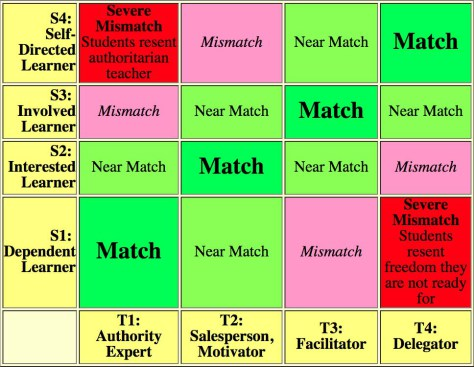 S4:
Self-
Directed
Learner
Severe
Mismatch
Students resent
authoritarian
teacher
Mismatch
Near Match
Match
S3:
Involved
Learner
Mismatch
Near Match
Match
Near Match
S2:
Interested
Learner
Near Match
Match
Near Match
Mismatch
S1:
Dependent
Learner
Match
Near Match
Mismatch
Severe
Mismatch
Students
resent
freedom they
are not ready
for
T1:
Authority
Expert
T2:
Salesperson,
Motivator
T3:
Facilitator
T4:
Delegator